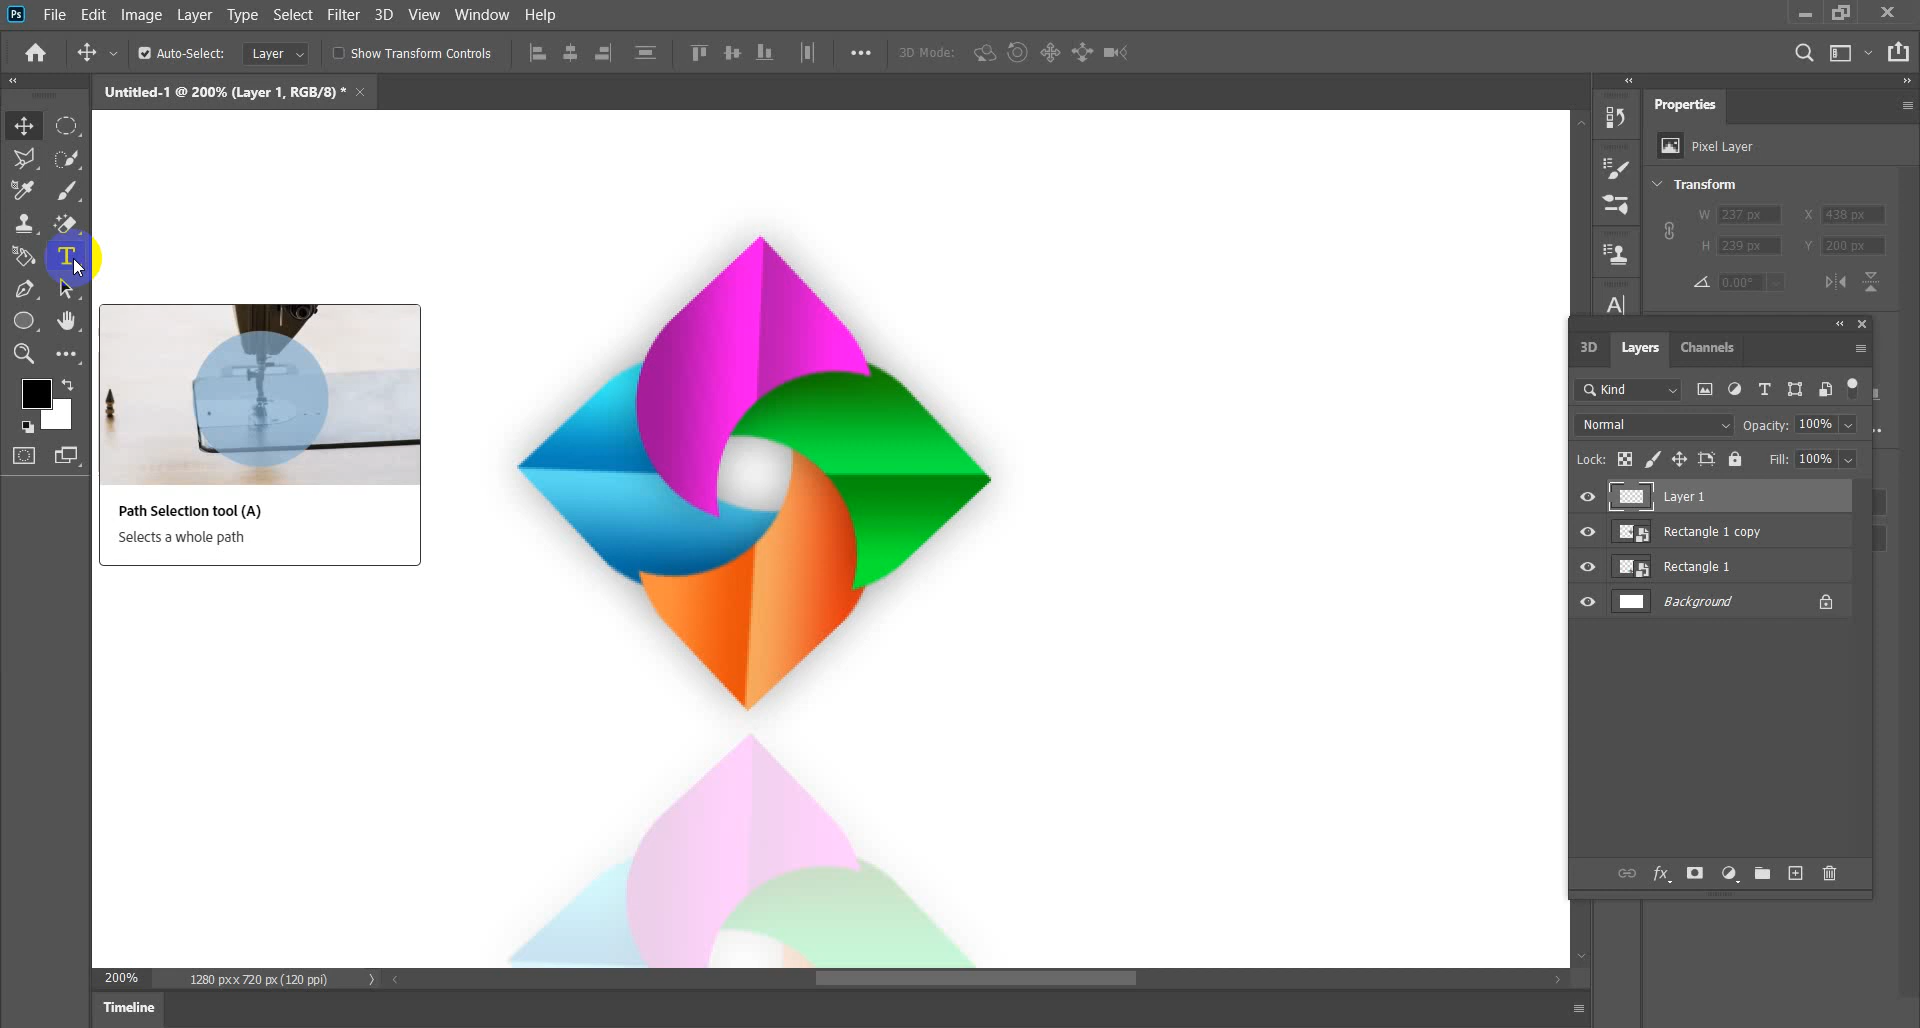 Ps File Edit Image Layer Type Select Filter 3D View Window Help
Auto-Select: Layer Show Transform Controls 3D Mode:
Untitled-1 @ 200% (Layer 1, RGB/8) * ×
Properties
Pixel Layer
Transform
W 237 px X 438 px
H 239 px Y 200 px
0.00°
T
A
3D Layers Channels
Kind
Normal Opacity: 100%
Lock: Fill: 100%
Layer 1
Rectangle 1 copy
Rectangle 1
Background
fx
Path Selection tool (A)
Selects a whole path
200% 1280 px x 720 px (120 ppi)
Timeline